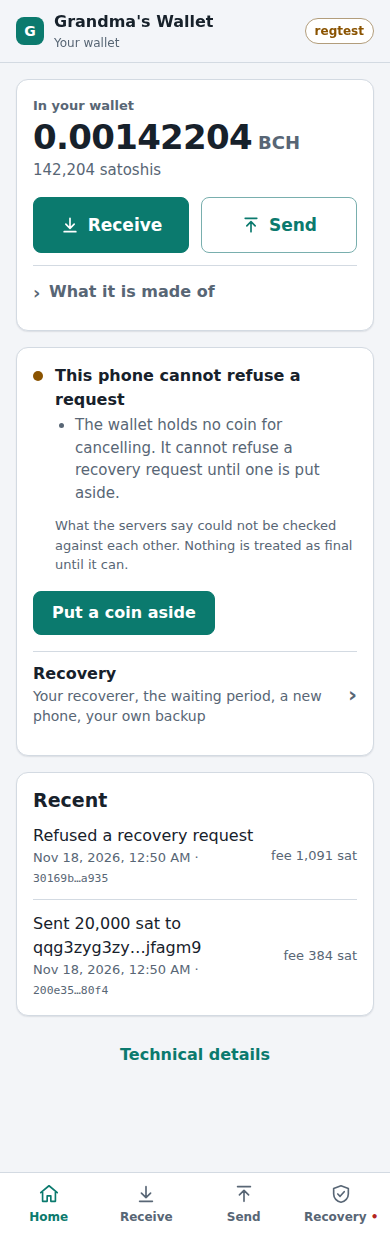 G
Grandma's Wallet
Your wallet
regtest
In your wallet
0.00142204 BCH
142,204 satoshis
Receive
Send
› What it is made of
This phone cannot refuse a
request
• The wallet holds no coin for
cancelling. It cannot refuse a
recovery request until one is put
aside.
What the servers say could not be checked
against each other. Nothing is treated as final
until it can.
Put a coin aside
Recovery
Your recoverer, the waiting period, a new
phone, your own backup
›
Recent
Refused a recovery request
Nov 18, 2026, 12:50 AM ·
30169b…a935
fee 1,091 sat
Sent 20,000 sat to
qqg3zyg3zy…jfagm9
Nov 18, 2026, 12:50 AM ·
200e35…80f4
fee 384 sat
Technical details
Home
Receive
Send
Recovery •